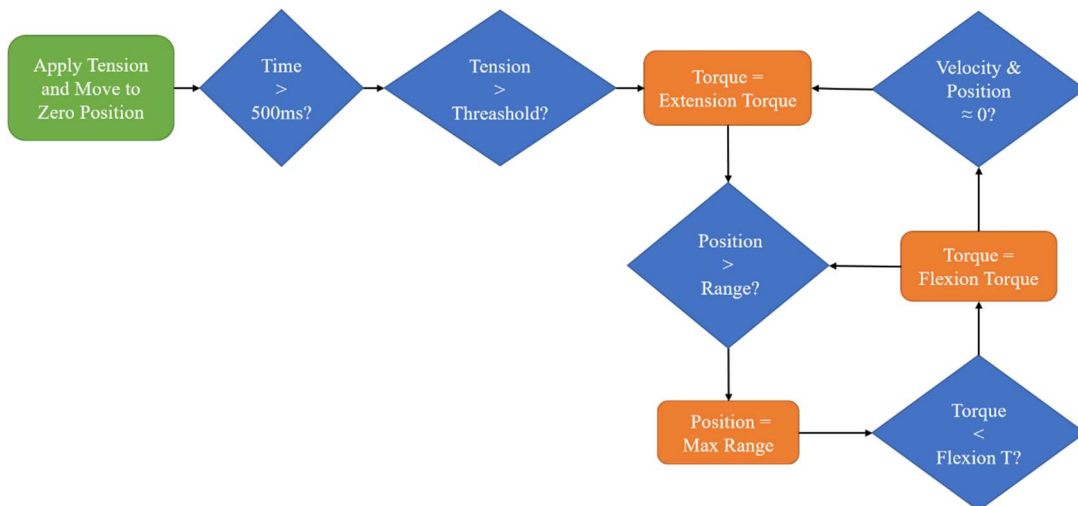 Apply Tension
and Move to
Zero Position
Time
>
500ms?
Tension
>
Threashold?
Torque =
Extension Torque
Velocity &
Position
≈ 0?
Position
>
Range?
Torque =
Flexion Torque
Position =
Max Range
Torque
<
Flexion T?